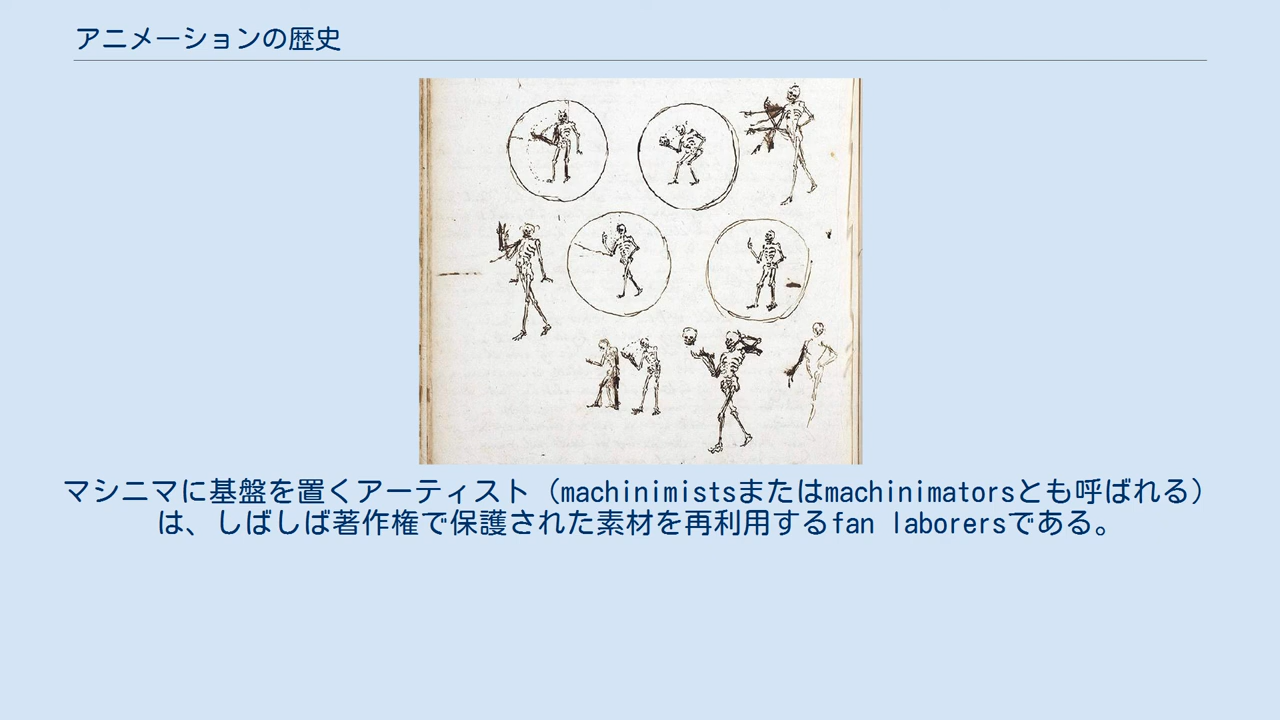 アニメーションの歴史
マシニマに基盤を置くアーティスト（machinimistsまたはmachinimatorsとも呼ばれる）
は、しばしば著作権で保護された素材を再利用するfan laborersである。